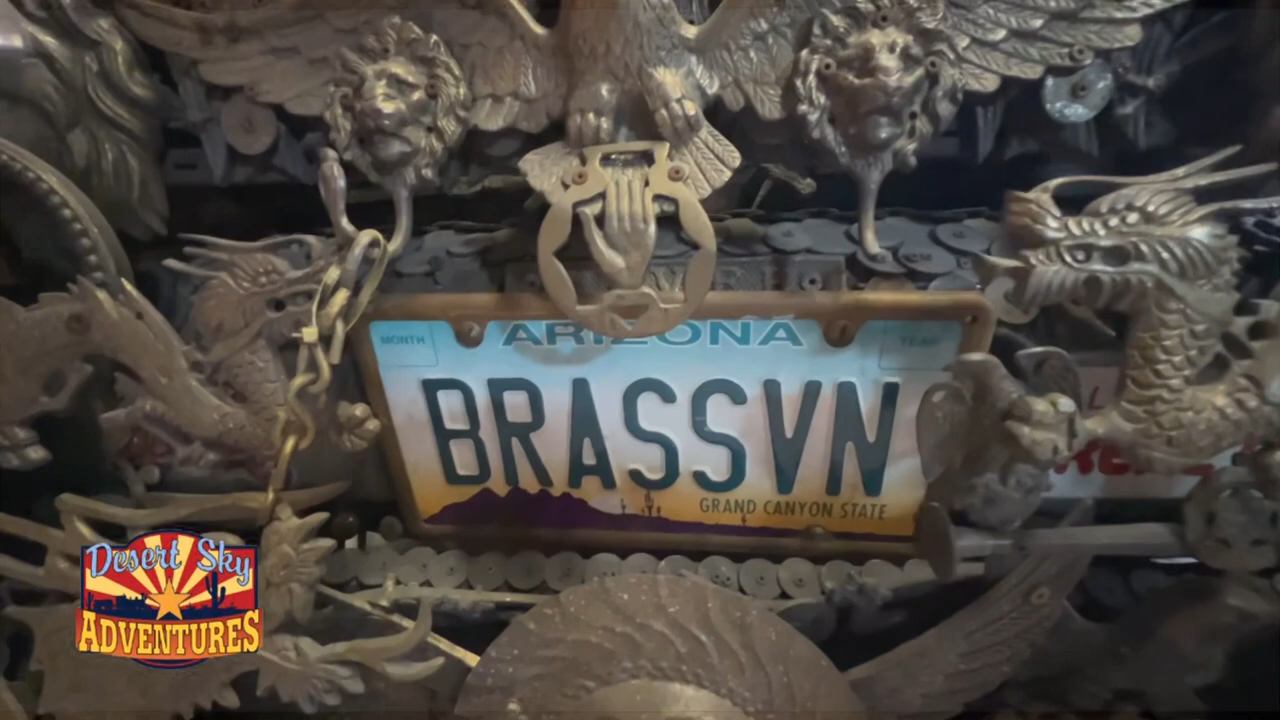 ARIZONA
MONTH
YEAR
BRASSVN
GRAND CANYON STATE
Desert Sky
ADVENTURES